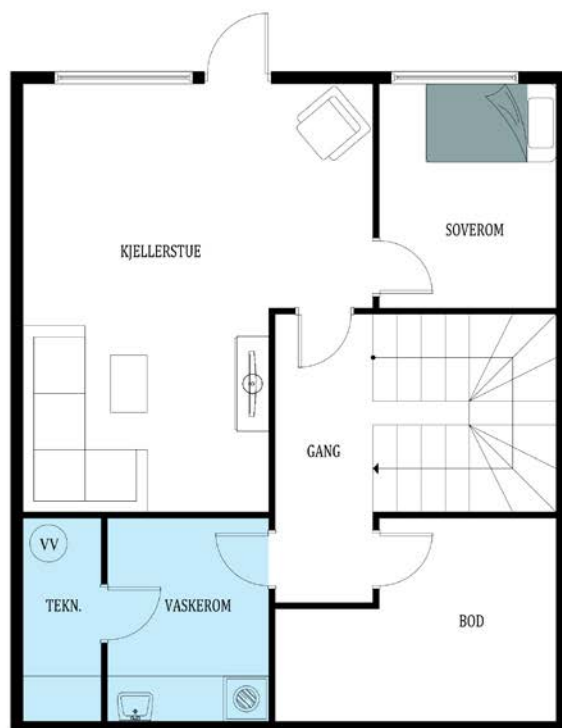 SOVEROM
KJELLERSTUE
GANG
VV
TEKN.
VASKEROM
BOD